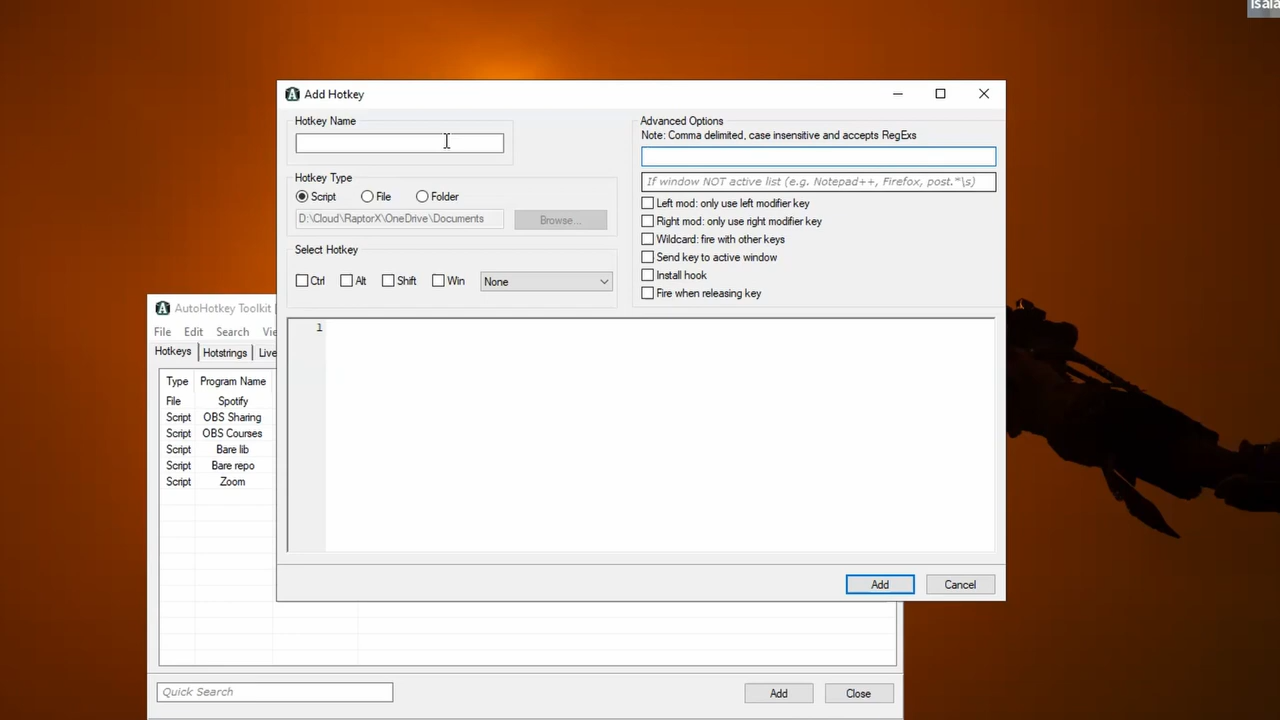 Isaia
Add Hotkey
Hotkey Name
Hotkey Type
Script File Folder
D:\Cloud\RaptorX\OneDrive\Documents Browse...
Select Hotkey
Ctrl Alt Shift Win None
Advanced Options
Note: Comma delimited, case insensitive and accepts RegExs
If window NOT active list (e.g. Notepad++, Firefox, post.*\s)
Left mod: only use left modifier key
Right mod: only use right modifier key
Wildcard: fire with other keys
Send key to active window
Install hook
Fire when releasing key
1
Add Cancel
AutoHotkey Toolkit
File Edit Search
Hotkeys Hotstrings Live
Type Program Name
File Spotify
Script OBS Sharing
Script OBS Courses
Script Bare lib
Script Bare repo
Script Zoom
Quick Search
Add Close